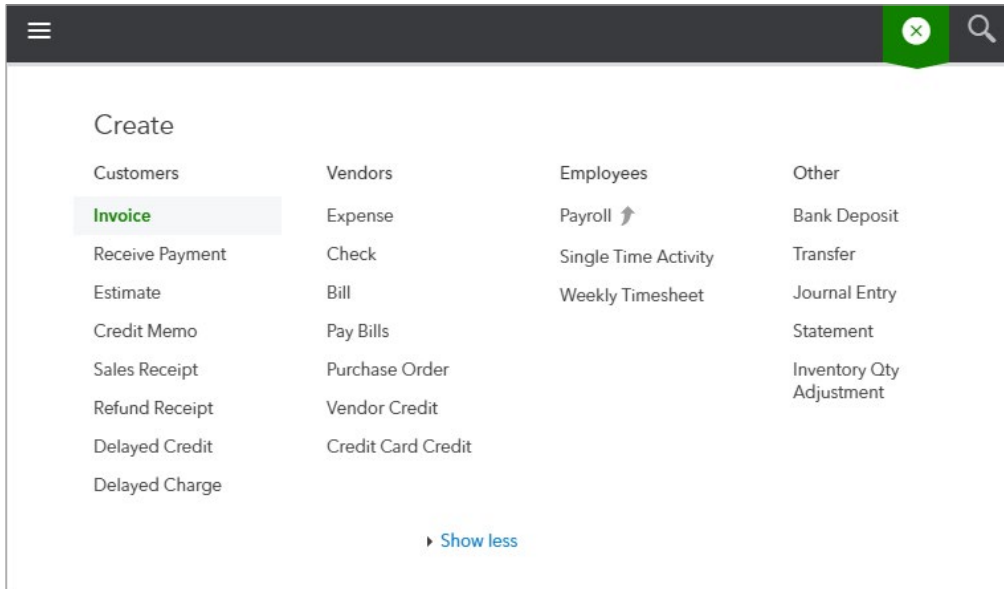 Create
Customers
Invoice
Receive Payment
Estimate
Credit Memo
Sales Receipt
Refund Receipt
Delayed Credit
Delayed Charge
Vendors
Expense
Check
Bill
Pay Bills
Purchase Order
Vendor Credit
Credit Card Credit
Employees
Payroll
Single Time Activity
Weekly Timesheet
Other
Bank Deposit
Transfer
Journal Entry
Statement
Inventory Qty
Adjustment
Show less